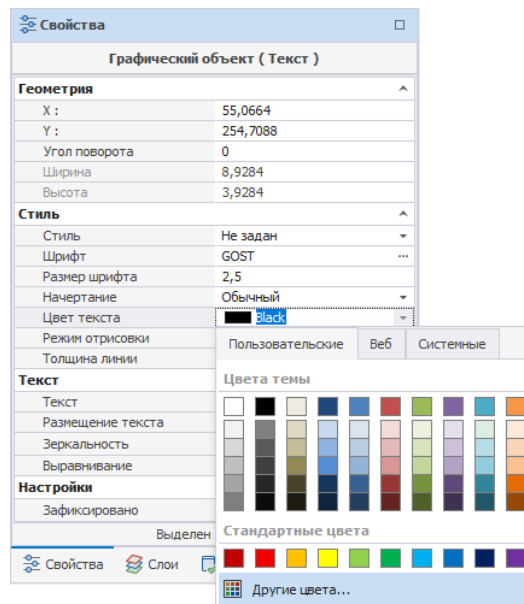 Свойства
Графический объект ( Текст )
Геометрия
X : 55,0664
Y : 254,7088
Угол поворота 0
Ширина 8,9284
Высота 3,9284
Стиль
Стиль Не задан
Шрифт GOST ...
Размер шрифта 2,5
Начертание Обычный
Цвет текста Black
Режим отрисовки
Толщина линии
Текст
Текст
Размещение текста
Зеркальность
Выравнивание
Настройки
Зафиксировано
Выделен
Свойства Слои
Пользовательские Веб Системные
Цвета темы
Стандартные цвета
Другие цвета...